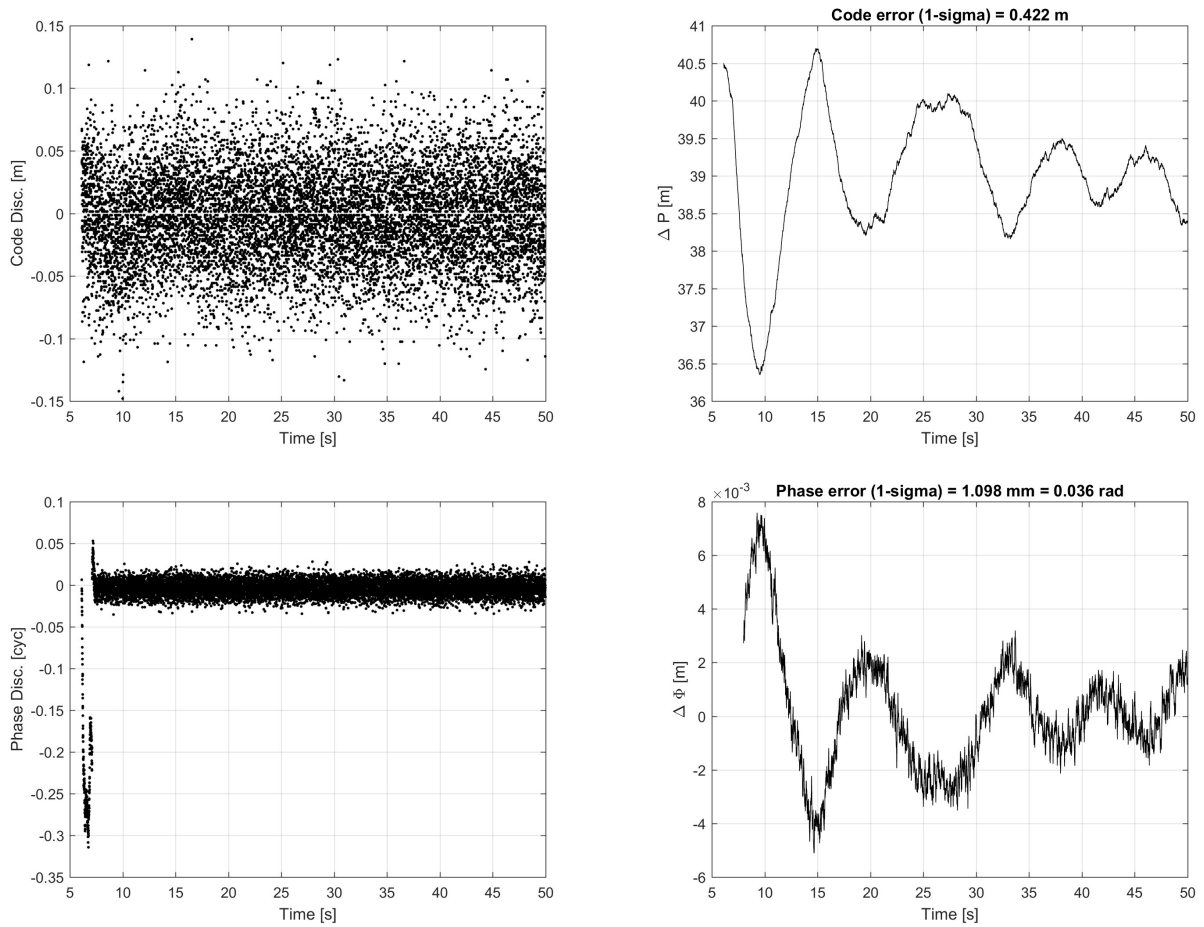 0.15
0.1
0.05
0
-0.05
-0.1
-0.15
5 10 15 20 25 30 35 40 45 50
Code Disc. [m]
Time [s]
Code error (1-sigma) = 0.422 m
41
40.5
40
39.5
39
38.5
38
37.5
37
36.5
36
5 10 15 20 25 30 35 40 45 50
Δ P [m]
Time [s]
0.1
0.05
0
-0.05
-0.1
-0.15
-0.2
-0.25
-0.3
-0.35
5 10 15 20 25 30 35 40 45 50
Phase Disc. [cyc]
Time [s]
×10⁻³
Phase error (1-sigma) = 1.098 mm = 0.036 rad
8
6
4
2
0
-2
-4
-6
5 10 15 20 25 30 35 40 45 50
Δ Φ [m]
Time [s]